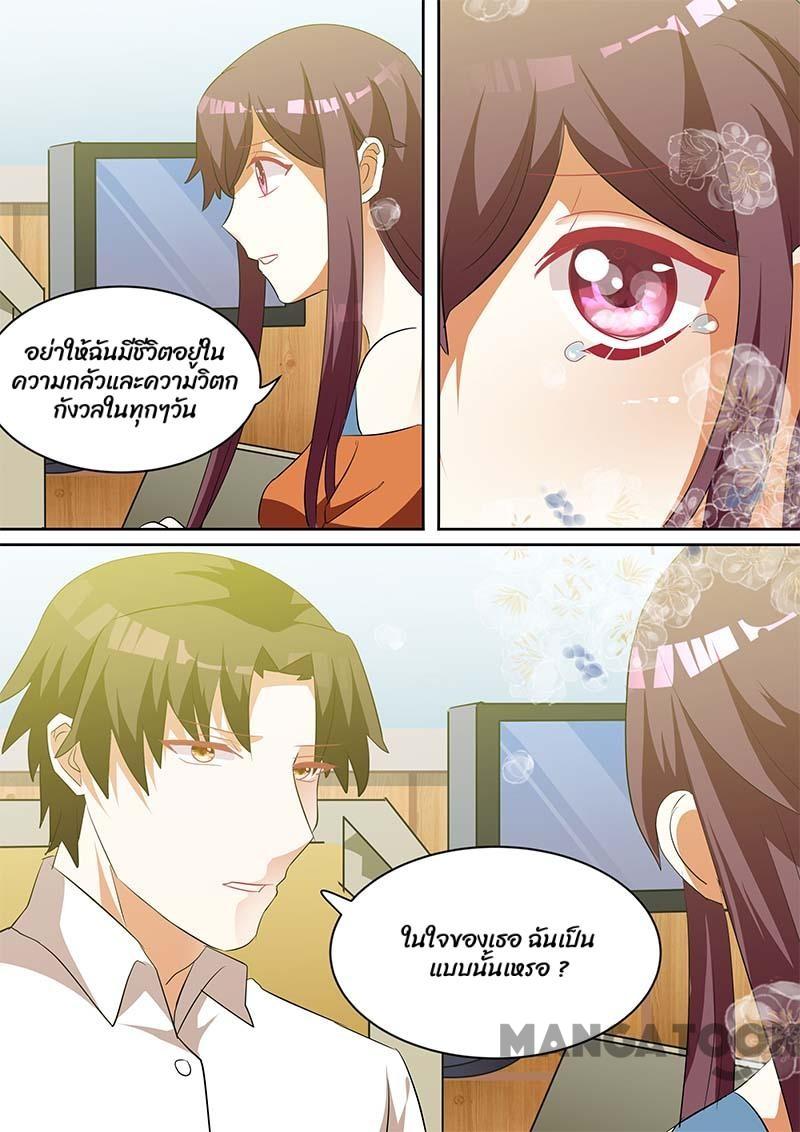 อย่าให้ฉันมีชีวิตอยู่ใน
ความกลัวและความวิตก
กังวลในทุกๆวัน
ในใจของเธอ ฉันเป็น
แบบนั้นเหรอ ?
MANGATOON